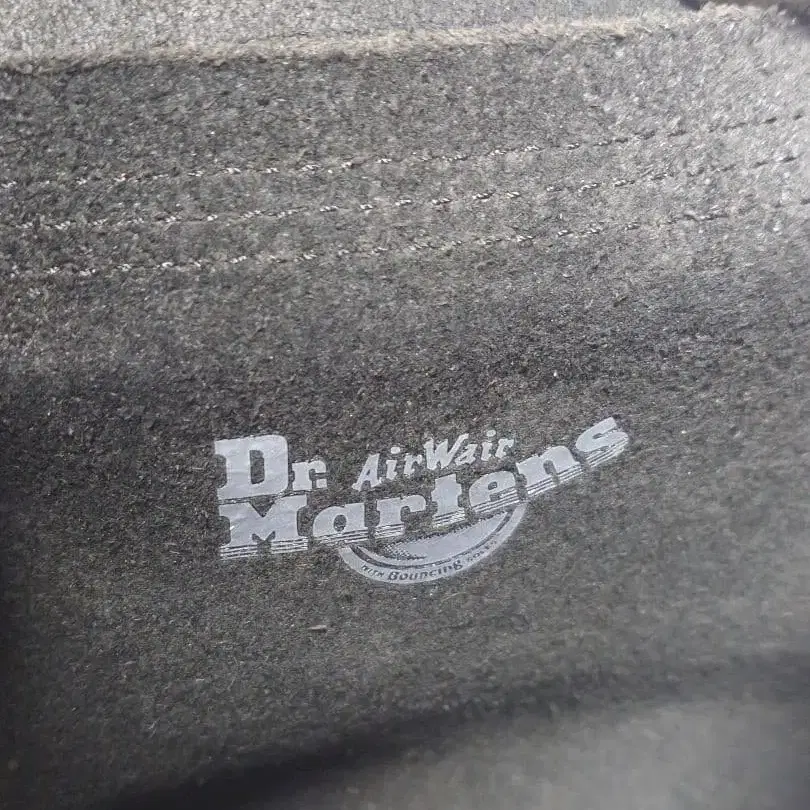 Dr. AirWair
Martens
WITH Bouncing SOLES